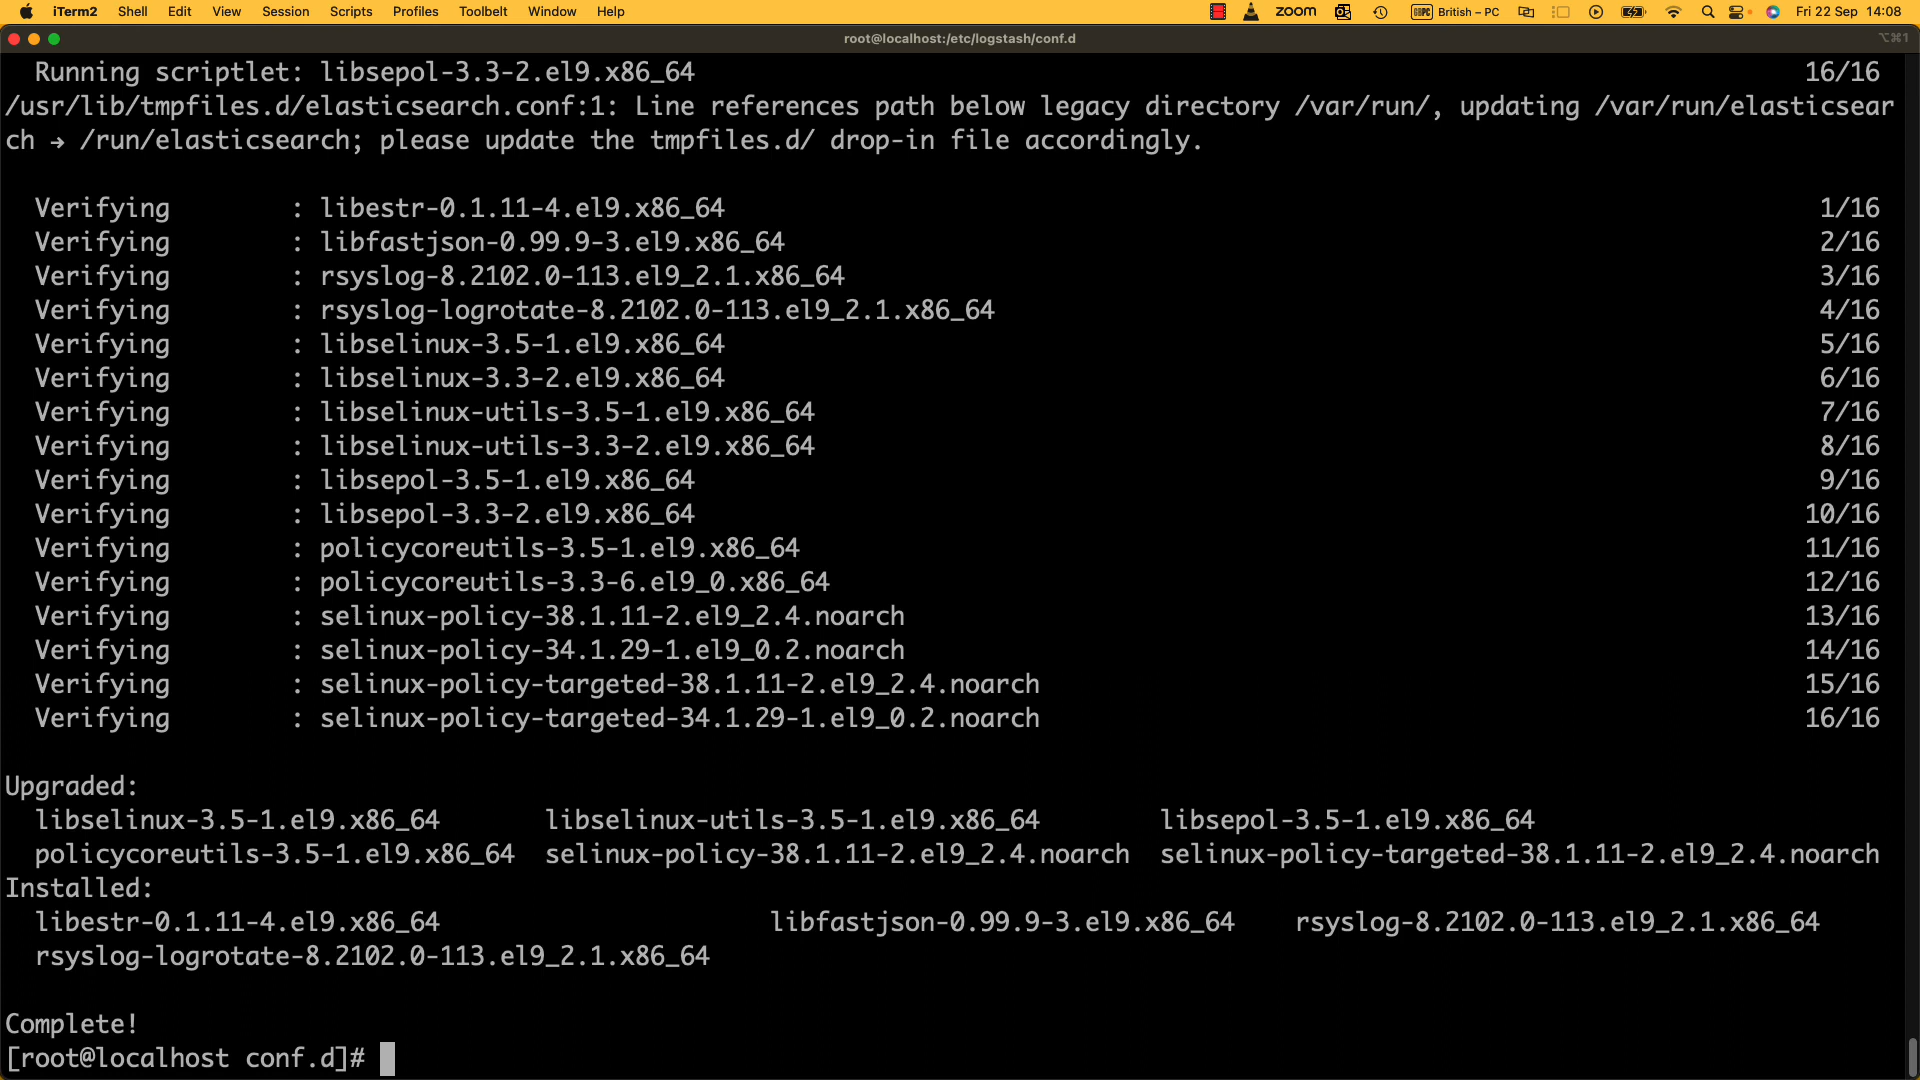 iTerm2 Shell Edit View Session Scripts Profiles Toolbelt Window Help zoom British – PC Fri 22 Sep 14:08
root@localhost:/etc/logstash/conf.d ⌥⌘1
Running scriptlet: libsepol-3.3-2.el9.x86_64 16/16
/usr/lib/tmpfiles.d/elasticsearch.conf:1: Line references path below legacy directory /var/run/, updating /var/run/elasticsear
ch → /run/elasticsearch; please update the tmpfiles.d/ drop-in file accordingly.
Verifying : libestr-0.1.11-4.el9.x86_64 1/16
Verifying : libfastjson-0.99.9-3.el9.x86_64 2/16
Verifying : rsyslog-8.2102.0-113.el9_2.1.x86_64 3/16
Verifying : rsyslog-logrotate-8.2102.0-113.el9_2.1.x86_64 4/16
Verifying : libselinux-3.5-1.el9.x86_64 5/16
Verifying : libselinux-3.3-2.el9.x86_64 6/16
Verifying : libselinux-utils-3.5-1.el9.x86_64 7/16
Verifying : libselinux-utils-3.3-2.el9.x86_64 8/16
Verifying : libsepol-3.5-1.el9.x86_64 9/16
Verifying : libsepol-3.3-2.el9.x86_64 10/16
Verifying : policycoreutils-3.5-1.el9.x86_64 11/16
Verifying : policycoreutils-3.3-6.el9_0.x86_64 12/16
Verifying : selinux-policy-38.1.11-2.el9_2.4.noarch 13/16
Verifying : selinux-policy-34.1.29-1.el9_0.2.noarch 14/16
Verifying : selinux-policy-targeted-38.1.11-2.el9_2.4.noarch 15/16
Verifying : selinux-policy-targeted-34.1.29-1.el9_0.2.noarch 16/16
Upgraded:
libselinux-3.5-1.el9.x86_64 libselinux-utils-3.5-1.el9.x86_64 libsepol-3.5-1.el9.x86_64
policycoreutils-3.5-1.el9.x86_64 selinux-policy-38.1.11-2.el9_2.4.noarch selinux-policy-targeted-38.1.11-2.el9_2.4.noarch
Installed:
libestr-0.1.11-4.el9.x86_64 libfastjson-0.99.9-3.el9.x86_64 rsyslog-8.2102.0-113.el9_2.1.x86_64
rsyslog-logrotate-8.2102.0-113.el9_2.1.x86_64
Complete!
[root@localhost conf.d]#